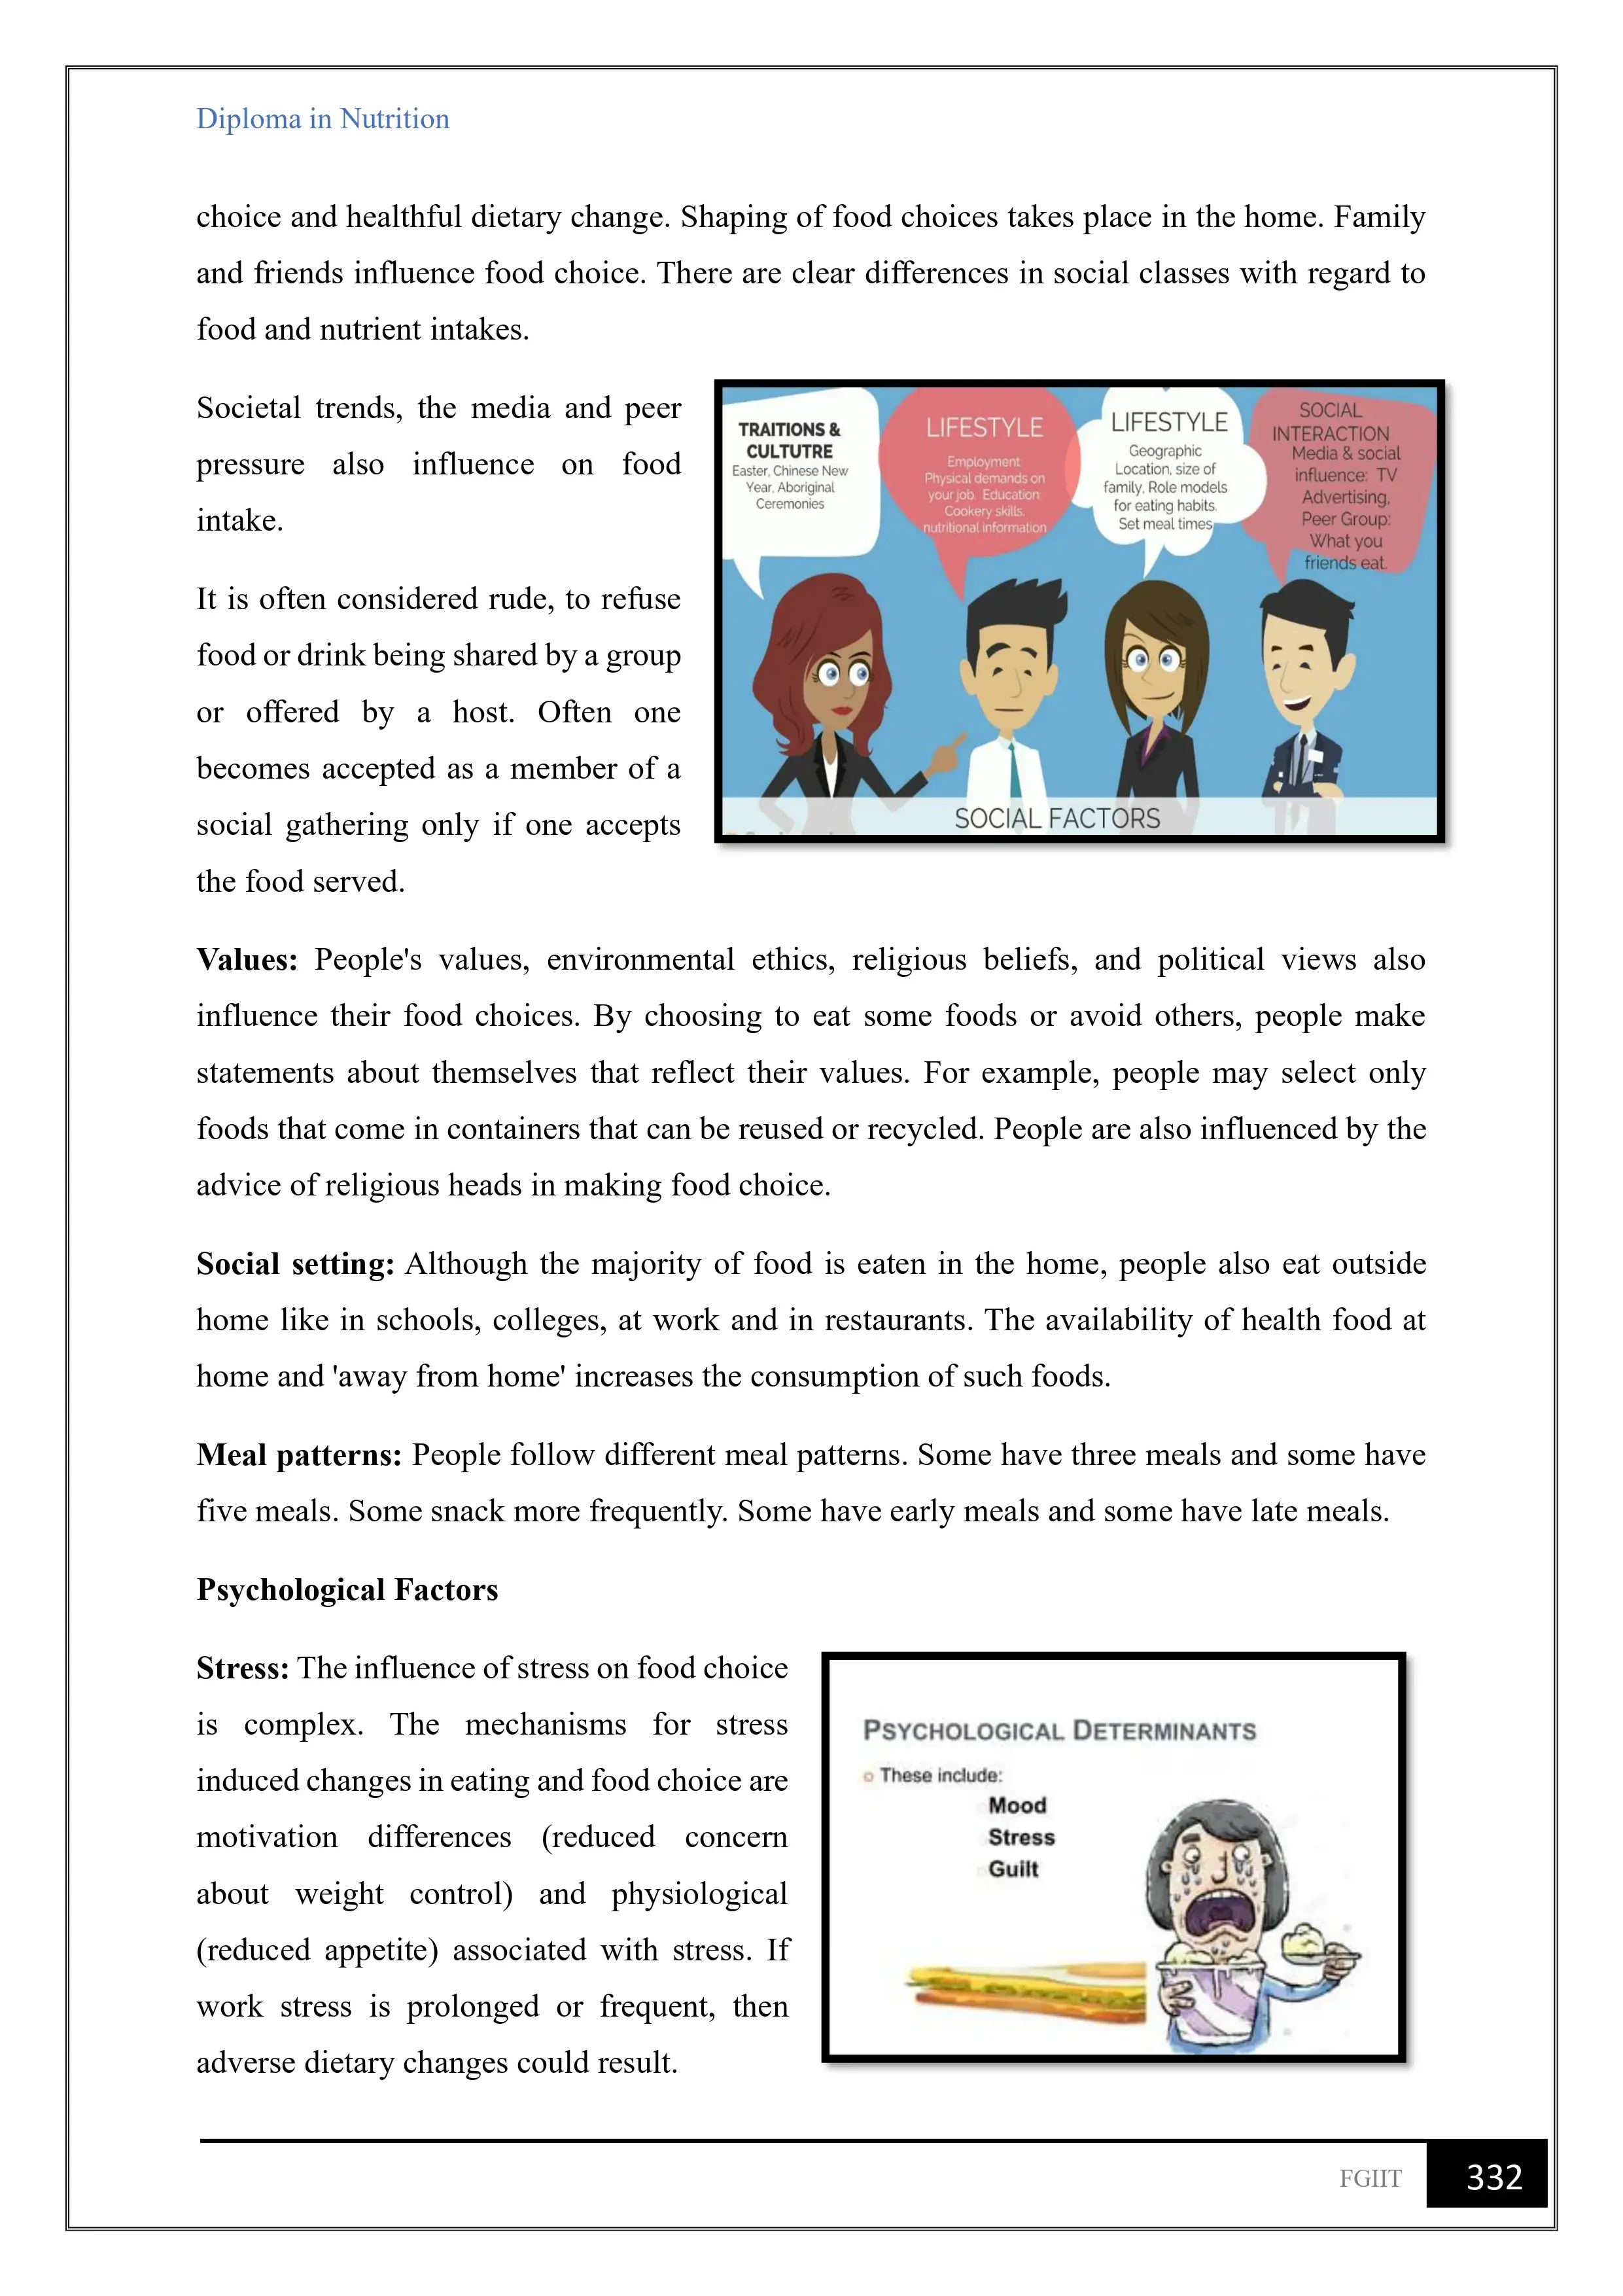 Diploma in Nutrition
choice and healthful dietary change. Shaping of food choices takes place in the home. Family
and friends influence food choice. There are clear differences in social classes with regard to
food and nutrient intakes.
Societal trends, the media and peer
pressure also influence on food
intake.
It is often considered rude, to refuse
food or drink being shared by a group
or offered by a host. Often one
becomes accepted as a member of a
social gathering only if one accepts
the food served.
TRAITIONS &
CULTUTRE
Easter, Chinese New
Year, Aboriginal
Ceremonies
LIFESTYLE
Employment:
Physical demands on
your job. Education:
Cookery skills,
nutritional information
LIFESTYLE
Geographic
Location, size of
family, Role models
for eating habits.
Set meal times
SOCIAL
INTERACTION
Media & social
influence: TV
Advertising,
Peer Group:
What you
friends eat.
SOCIAL FACTORS
Values: People's values, environmental ethics, religious beliefs, and political views also
influence their food choices. By choosing to eat some foods or avoid others, people make
statements about themselves that reflect their values. For example, people may select only
foods that come in containers that can be reused or recycled. People are also influenced by the
advice of religious heads in making food choice.
Social setting: Although the majority of food is eaten in the home, people also eat outside
home like in schools, colleges, at work and in restaurants. The availability of health food at
home and 'away from home' increases the consumption of such foods.
Meal patterns: People follow different meal patterns. Some have three meals and some have
five meals. Some snack more frequently. Some have early meals and some have late meals.
Psychological Factors
Stress: The influence of stress on food choice
is complex. The mechanisms for stress
induced changes in eating and food choice are
motivation differences (reduced concern
about weight control) and physiological
(reduced appetite) associated with stress. If
work stress is prolonged or frequent, then
adverse dietary changes could result.
PSYCHOLOGICAL DETERMINANTS
These include:
Mood
Stress
Guilt
FGIIT
332